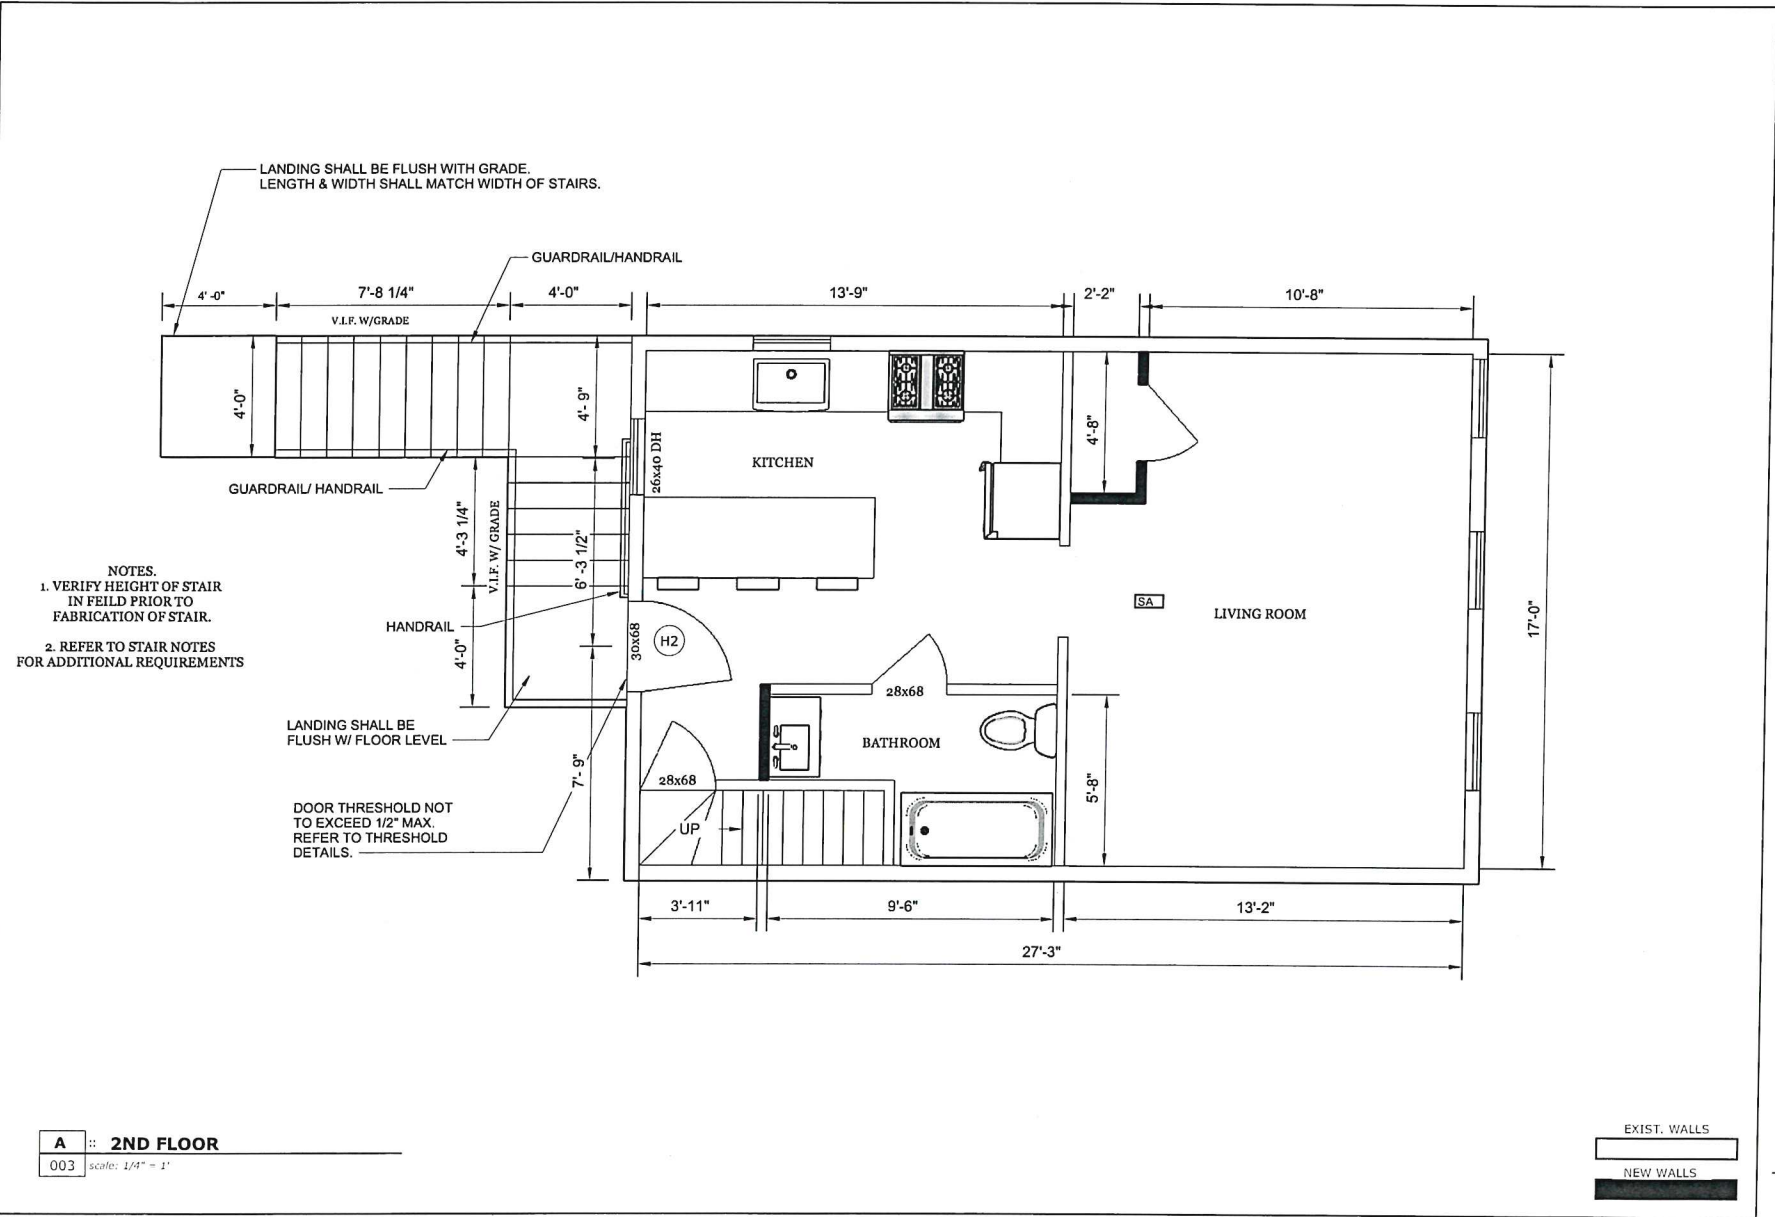 LANDING SHALL BE FLUSH WITH GRADE.
LENGTH & WIDTH SHALL MATCH WIDTH OF STAIRS.
GUARDRAIL/HANDRAIL
4'-0"
7'-8 1/4"
4'-0"
13'-9"
2'-2"
10'-8"
V.I.F. W/GRADE
4'-0"
4'-9"
26x40 DH
KITCHEN
4'-8"
GUARDRAIL/ HANDRAIL
4'-3 1/4"
V.I.F. W/ GRADE
6'-3 1/2"
NOTES.
1. VERIFY HEIGHT OF STAIR
IN FEILD PRIOR TO
FABRICATION OF STAIR.
2. REFER TO STAIR NOTES
FOR ADDITIONAL REQUIREMENTS
HANDRAIL
4'-0"
30x68
H2
SA
LIVING ROOM
17'-0"
28x68
LANDING SHALL BE
FLUSH W/ FLOOR LEVEL
BATHROOM
7'-9"
28x68
5'-8"
DOOR THRESHOLD NOT
TO EXCEED 1/2" MAX.
REFER TO THRESHOLD
DETAILS.
UP
3'-11"
9'-6"
13'-2"
27'-3"
A :: 2ND FLOOR
003 scale: 1/4" = 1'
EXIST. WALLS
NEW WALLS